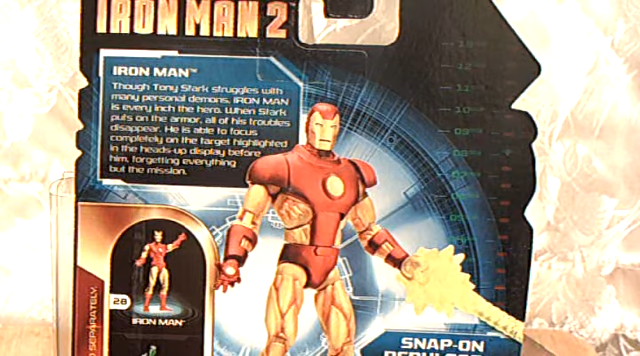 IRON MAN 2
IRON MAN™
Though Tony Stark struggles with
many personal demons, IRON MAN
is every inch the hero. When Stark
puts on the armor, all of his troubles
disappear. He is able to focus
completely on the target highlighted
in the heads-up display before
him, forgetting everything
but the mission.
28
IRON MAN™
D SEPARATELY.
SNAP-ON